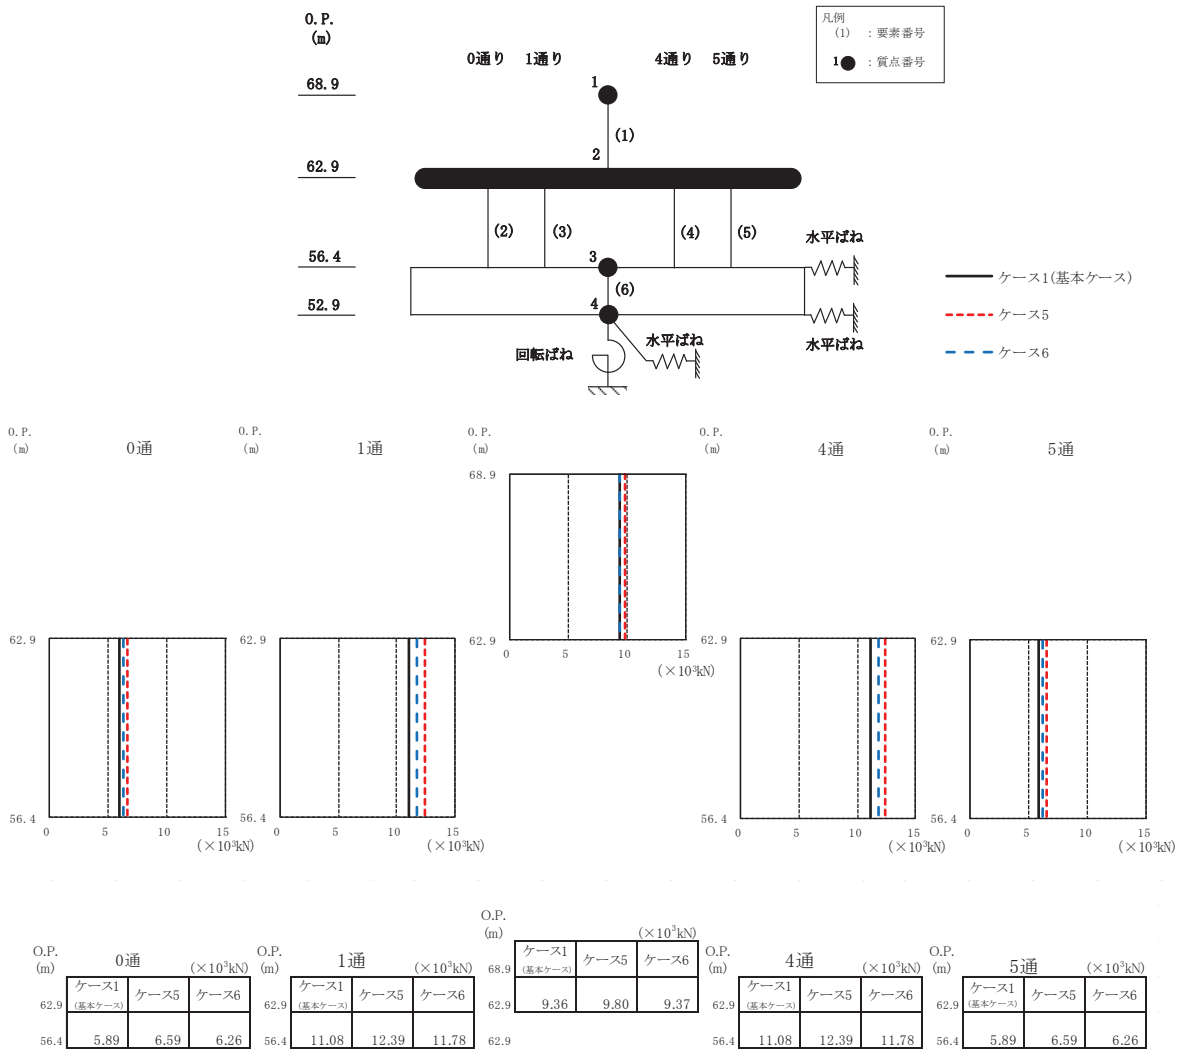 O.P.
(m)
凡例
(1) ：要素番号
1 ：質点番号
0通り 1通り 4通り 5通り
68.9
1
(1)
2
62.9
(2) (3) (4) (5)
水平ばね
56.4
3
(6)
52.9
4
水平ばね
水平ばね
回転ばね
ケース1(基本ケース)
ケース5
ケース6
O.P.
(m)
0通
O.P.
(m)
1通
O.P.
(m)
O.P.
(m)
4通
O.P.
(m)
5通
68.9
62.9
0 5 10 15
(×10³kN)
62.9
56.4
0 5 10 15
(×10³kN)
62.9
56.4
0 5 10 15
(×10³kN)
62.9
56.4
0 5 10 15
(×10³kN)
62.9
56.4
0 5 10 15
(×10³kN)
O.P.
(m)
(×10³kN)
68.9
ケース1
(基本ケース)
ケース5 ケース6
62.9
9.36 9.80 9.37
62.9
O.P.
(m)
0通
(×10³kN)
ケース1
(基本ケース)
ケース5 ケース6
62.9
56.4 5.89 6.59 6.26
O.P.
(m)
1通
(×10³kN)
ケース1
(基本ケース)
ケース5 ケース6
62.9
56.4 11.08 12.39 11.78
O.P.
(m)
4通
(×10³kN)
ケース1
(基本ケース)
ケース5 ケース6
62.9
56.4 11.08 12.39 11.78
O.P.
(m)
5通
(×10³kN)
ケース1
(基本ケース)
ケース5 ケース6
62.9
56.4 5.89 6.59 6.26